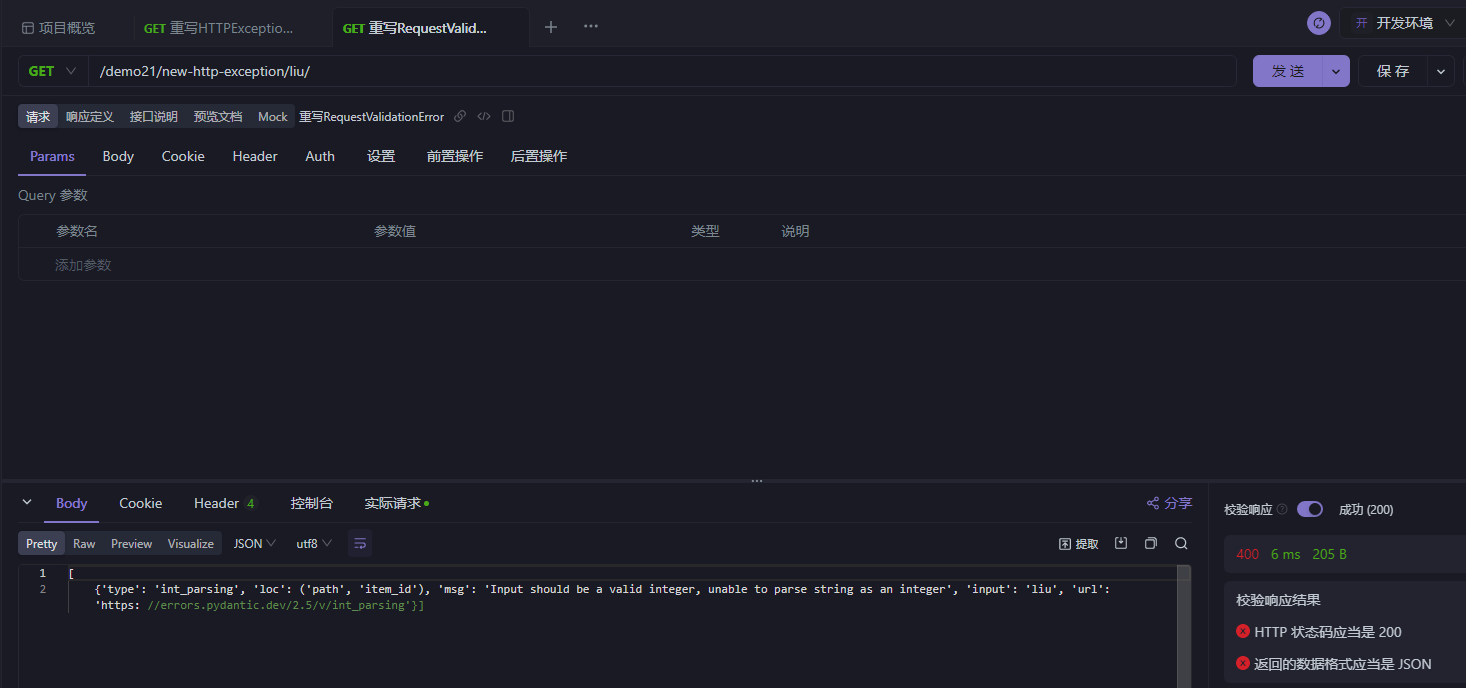 项目概览 GET 重写HTTPExceptio... GET 重写RequestValid... 开 开发环境
GET /demo21/new-http-exception/liu/ 发 送 保 存
请求 响应定义 接口说明 预览文档 Mock 重写RequestValidationError
Params Body Cookie Header Auth 设置 前置操作 后置操作
Query 参数
参数名 参数值 类型 说明
添加参数
Body Cookie Header 4 控制台 实际请求 分享 校验响应 成功 (200)
Pretty Raw Preview Visualize JSON utf8 提取 400 6 ms 205 B
1 [
2 {'type': 'int_parsing', 'loc': ('path', 'item_id'), 'msg': 'Input should be a valid integer, unable to parse string as an integer', 'input': 'liu', 'url':
'https: //errors.pydantic.dev/2.5/v/int_parsing'}]
校验响应结果
HTTP 状态码应当是 200
返回的数据格式应当是 JSON